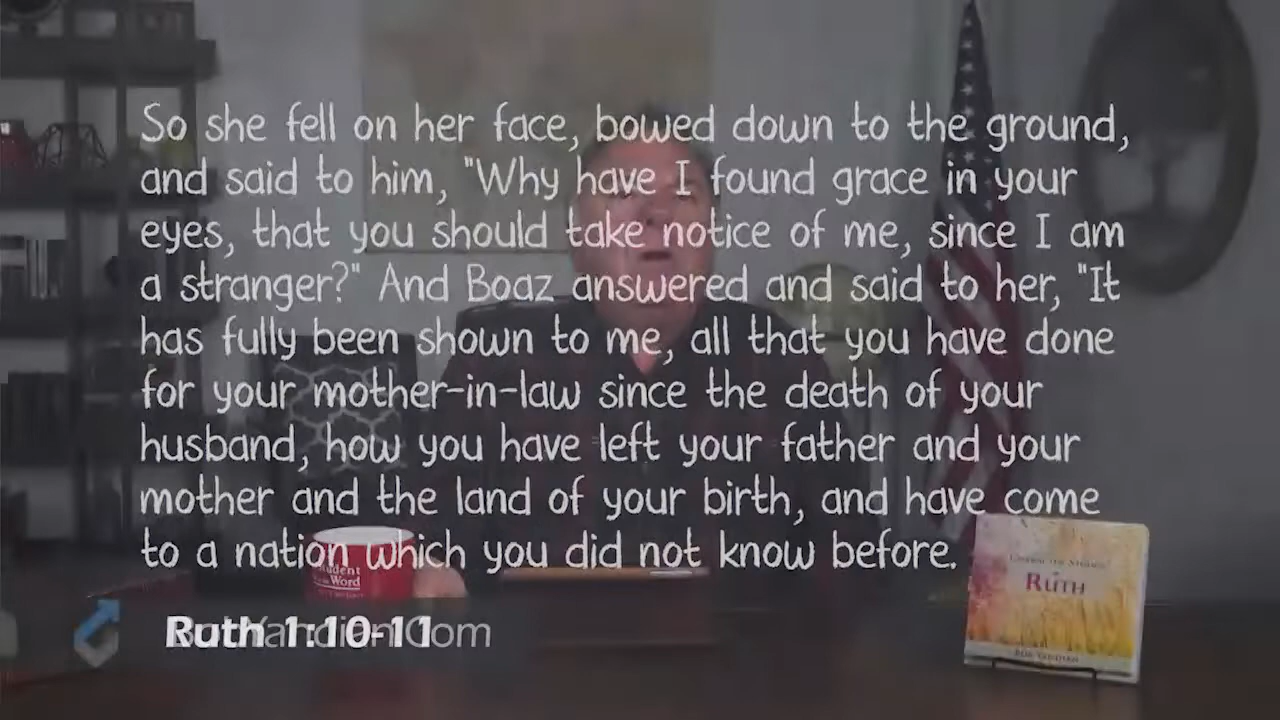 So she fell on her face, bowed down to the ground,
and said to him, "Why have I found grace in your
eyes, that you should take notice of me, since I am
a stranger?" And Boaz answered and said to her, "It
has fully been shown to me, all that you have done
for your mother-in-law since the death of your
husband, how you have left your father and your
mother and the land of your birth, and have come
to a nation which you did not know before.
Student
Word
RUTH
Ruth 1:10-11
Com